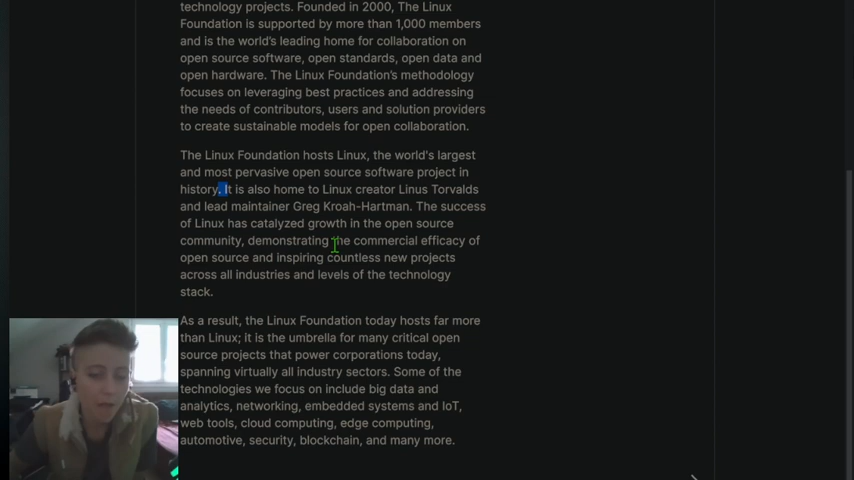 technology projects. Founded in 2000, The Linux
Foundation is supported by more than 1,000 members
and is the world's leading home for collaboration on
open source software, open standards, open data and
open hardware. The Linux Foundation's methodology
focuses on leveraging best practices and addressing
the needs of contributors, users and solution providers
to create sustainable models for open collaboration.
The Linux Foundation hosts Linux, the world's largest
and most pervasive open source software project in
history. It is also home to Linux creator Linus Torvalds
and lead maintainer Greg Kroah-Hartman. The success
of Linux has catalyzed growth in the open source
community, demonstrating the commercial efficacy of
open source and inspiring countless new projects
across all industries and levels of the technology
stack.
As a result, the Linux Foundation today hosts far more
than Linux; it is the umbrella for many critical open
source projects that power corporations today,
spanning virtually all industry sectors. Some of the
technologies we focus on include big data and
analytics, networking, embedded systems and IoT,
web tools, cloud computing, edge computing,
automotive, security, blockchain, and many more.